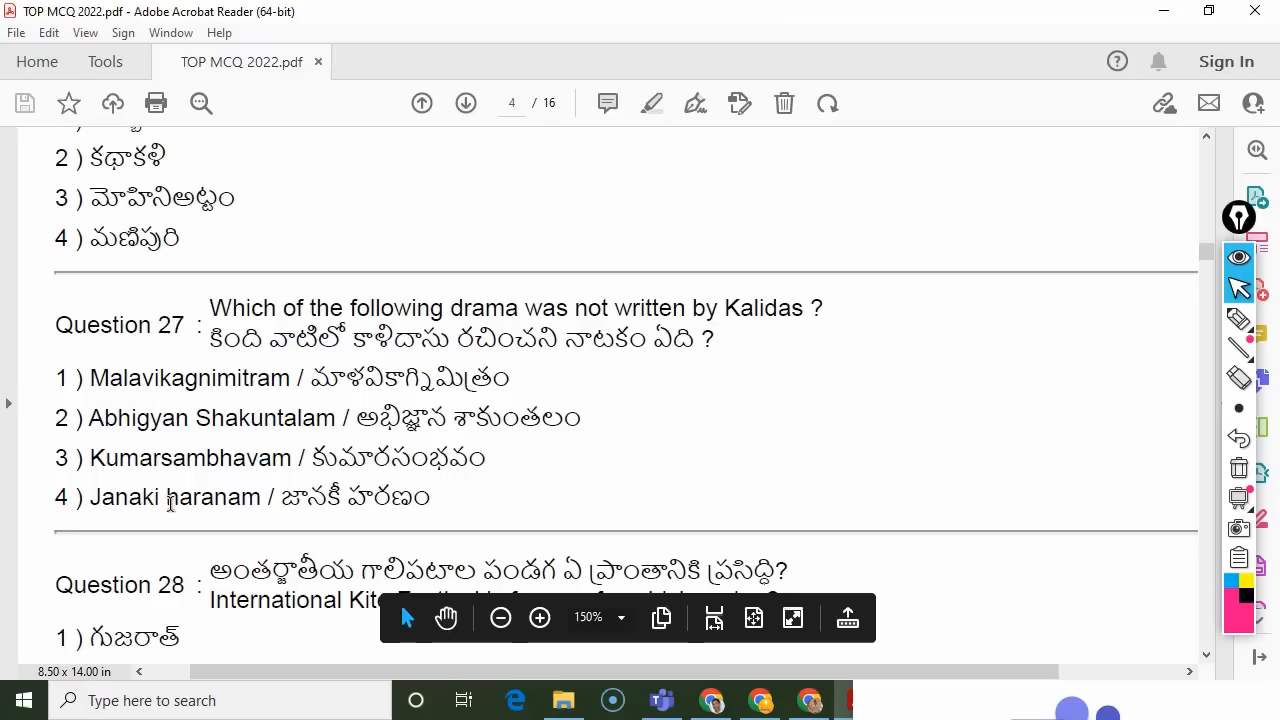 TOP MCQ 2022.pdf - Adobe Acrobat Reader (64-bit)
File Edit View Sign Window Help
Home Tools TOP MCQ 2022.pdf × Sign In
4 / 16
2 ) కథాకళి
3 ) మోహినిఅట్టం
4 ) మణిపురి
Which of the following drama was not written by Kalidas ?
Question 27 :
కింది వాటిలో కాళిదాసు రచించని నాటకం ఏది ?
1 ) Malavikagnimitram / మాళవికాగ్నిమిత్రం
2 ) Abhigyan Shakuntalam / అభిజ్ఞాన శాకుంతలం
3 ) Kumarsambhavam / కుమారసంభవం
4 ) Janaki haranam / జానకీ హరణం
అంతర్జాతీయ గాలిపటాల పండగ ఏ ప్రాంతానికి ప్రసిద్ధి?
Question 28 :
International Kite
1 ) గుజరాత్
150%
8.50 x 14.00 in
Type here to search